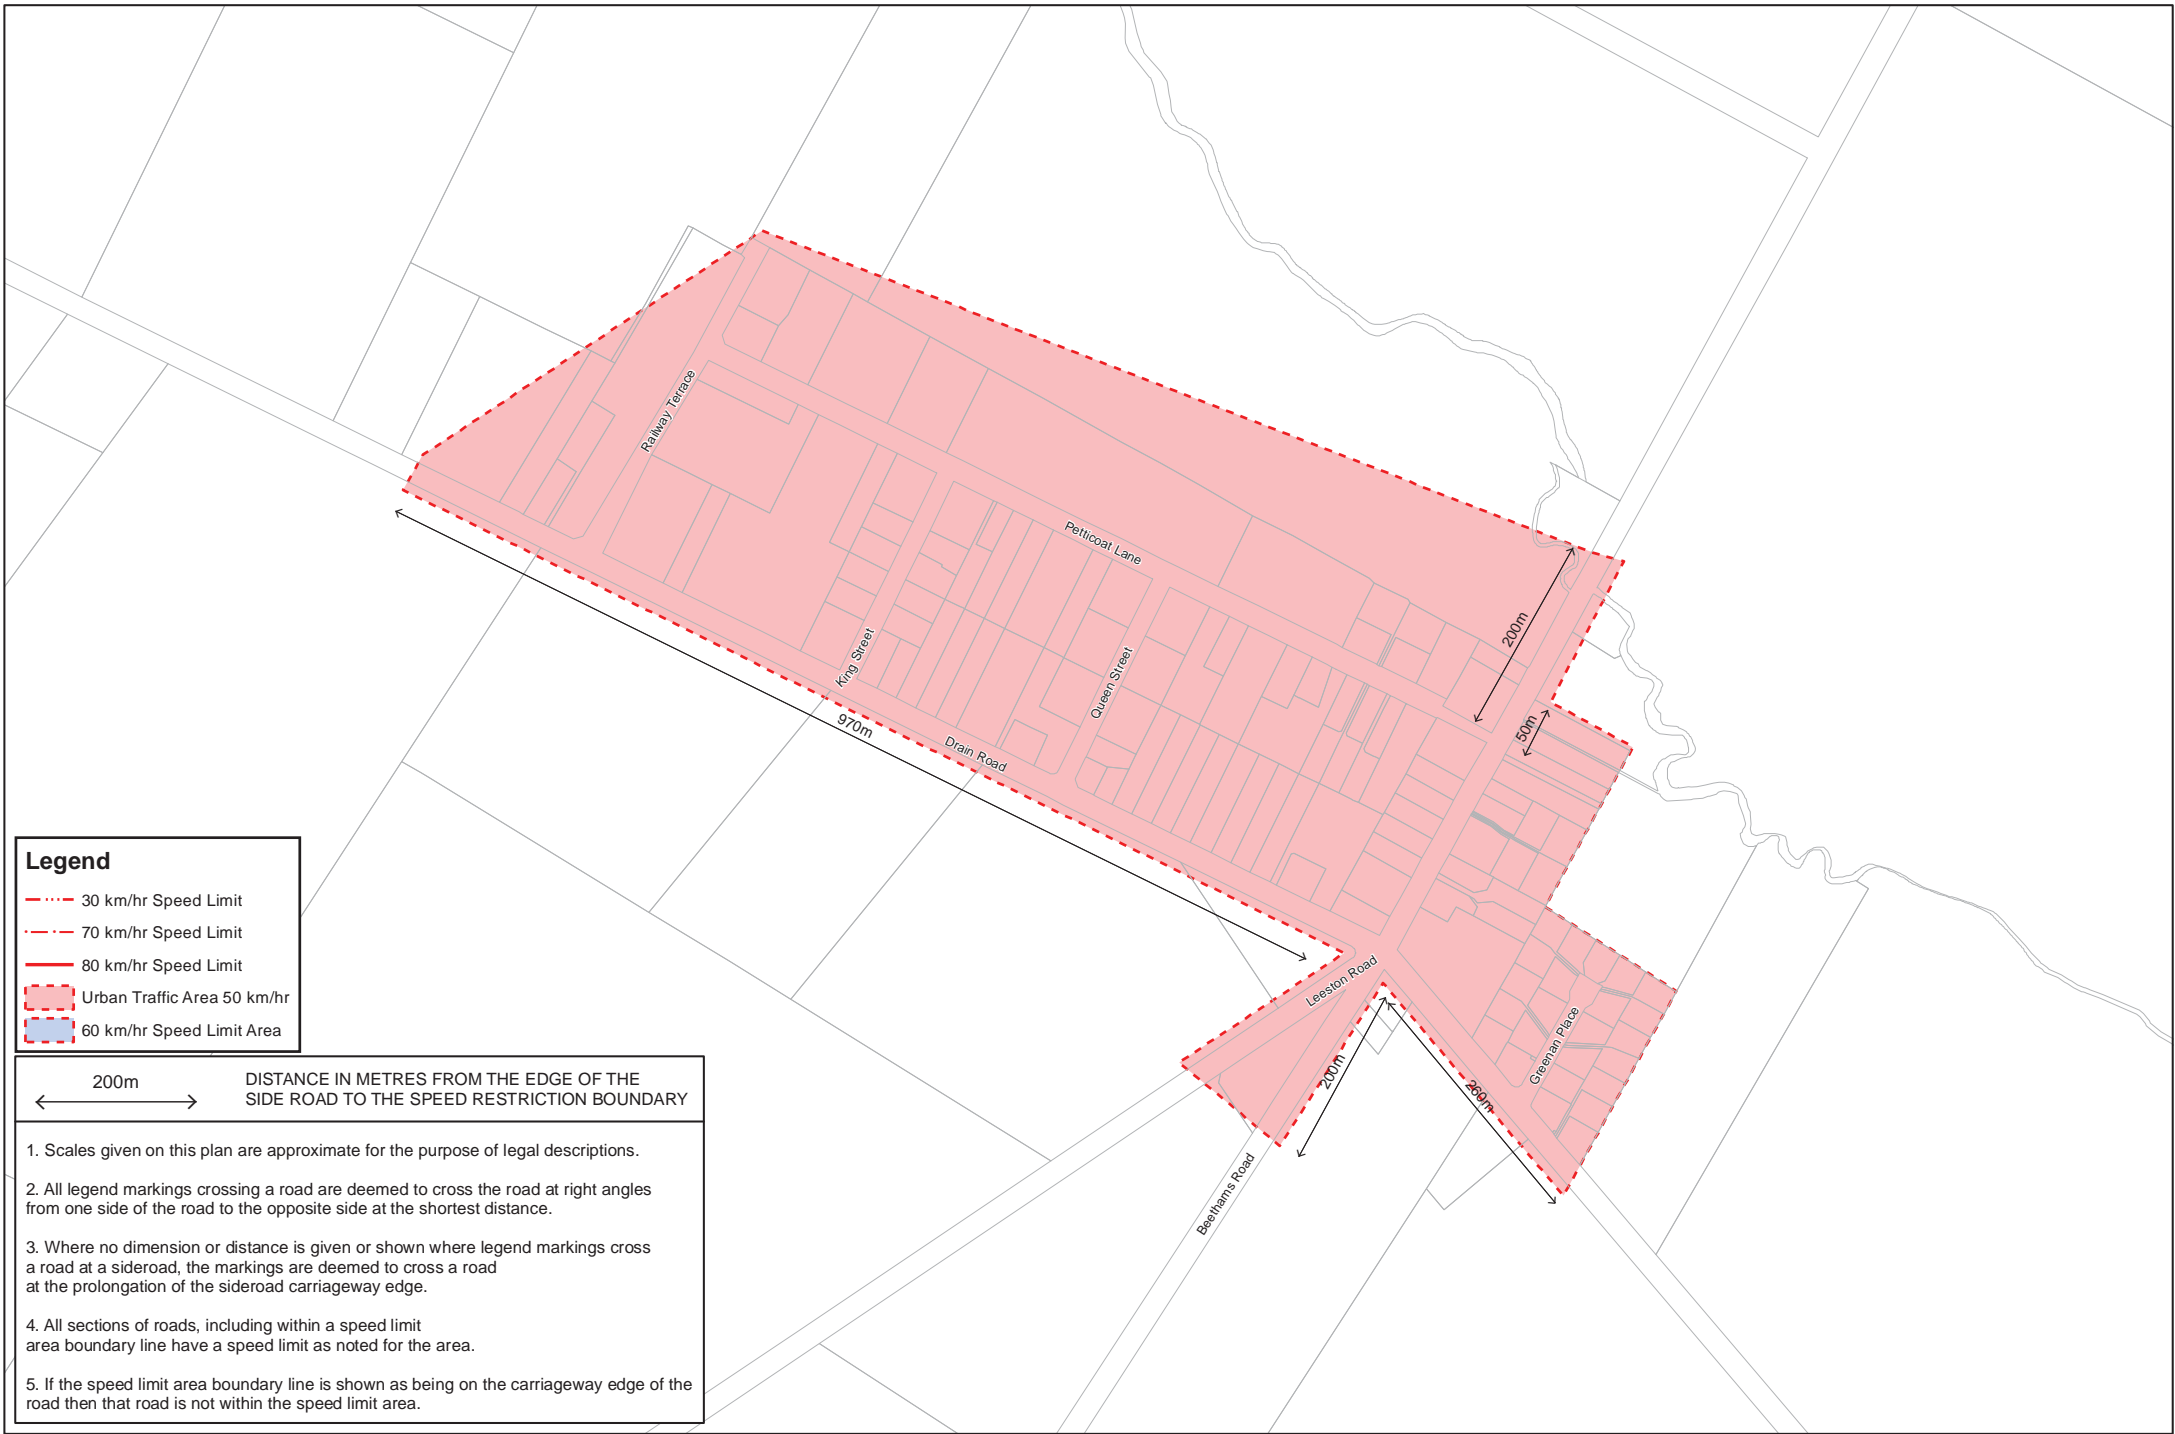 Railway Terrace
Petticoat Lane
200m
King Street
Queen Street
50m
970m
Drain Road
Leeston Road
Greenan Place
200m
260m
Beethams Road
Legend
30 km/hr Speed Limit
70 km/hr Speed Limit
80 km/hr Speed Limit
Urban Traffic Area 50 km/hr
60 km/hr Speed Limit Area
200m
DISTANCE IN METRES FROM THE EDGE OF THE
SIDE ROAD TO THE SPEED RESTRICTION BOUNDARY
1. Scales given on this plan are approximate for the purpose of legal descriptions.
2. All legend markings crossing a road are deemed to cross the road at right angles
from one side of the road to the opposite side at the shortest distance.
3. Where no dimension or distance is given or shown where legend markings cross
a road at a sideroad, the markings are deemed to cross a road
at the prolongation of the sideroad carriageway edge.
4. All sections of roads, including within a speed limit
area boundary line have a speed limit as noted for the area.
5. If the speed limit area boundary line is shown as being on the carriageway edge of the
road then that road is not within the speed limit area.